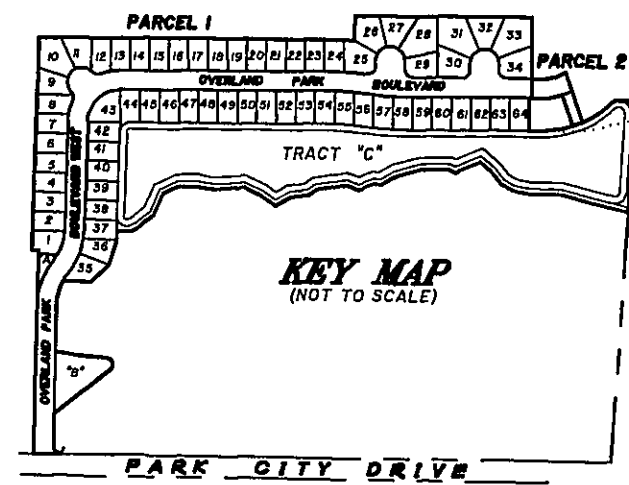 PARCEL 1
10 11 12 13 14 15 16 17 18 19 20 21 22 23 24 25 26 27 28 29 30 31 32 33 34
PARCEL 2
OVERLAND PARK BOULEVARD
9
8
7
6
5
4
3
2
1
A
BOULEVARD WEST
OVERLAND PARK
43 44 45 46 47 48 49 50 51 52 53 54 55 56 57 58 59 60 61 62 63 64
42
41
40
39
38
37
36
35
TRACT "C"
KEY MAP
(NOT TO SCALE)
"B"
PARK CITY DRIVE